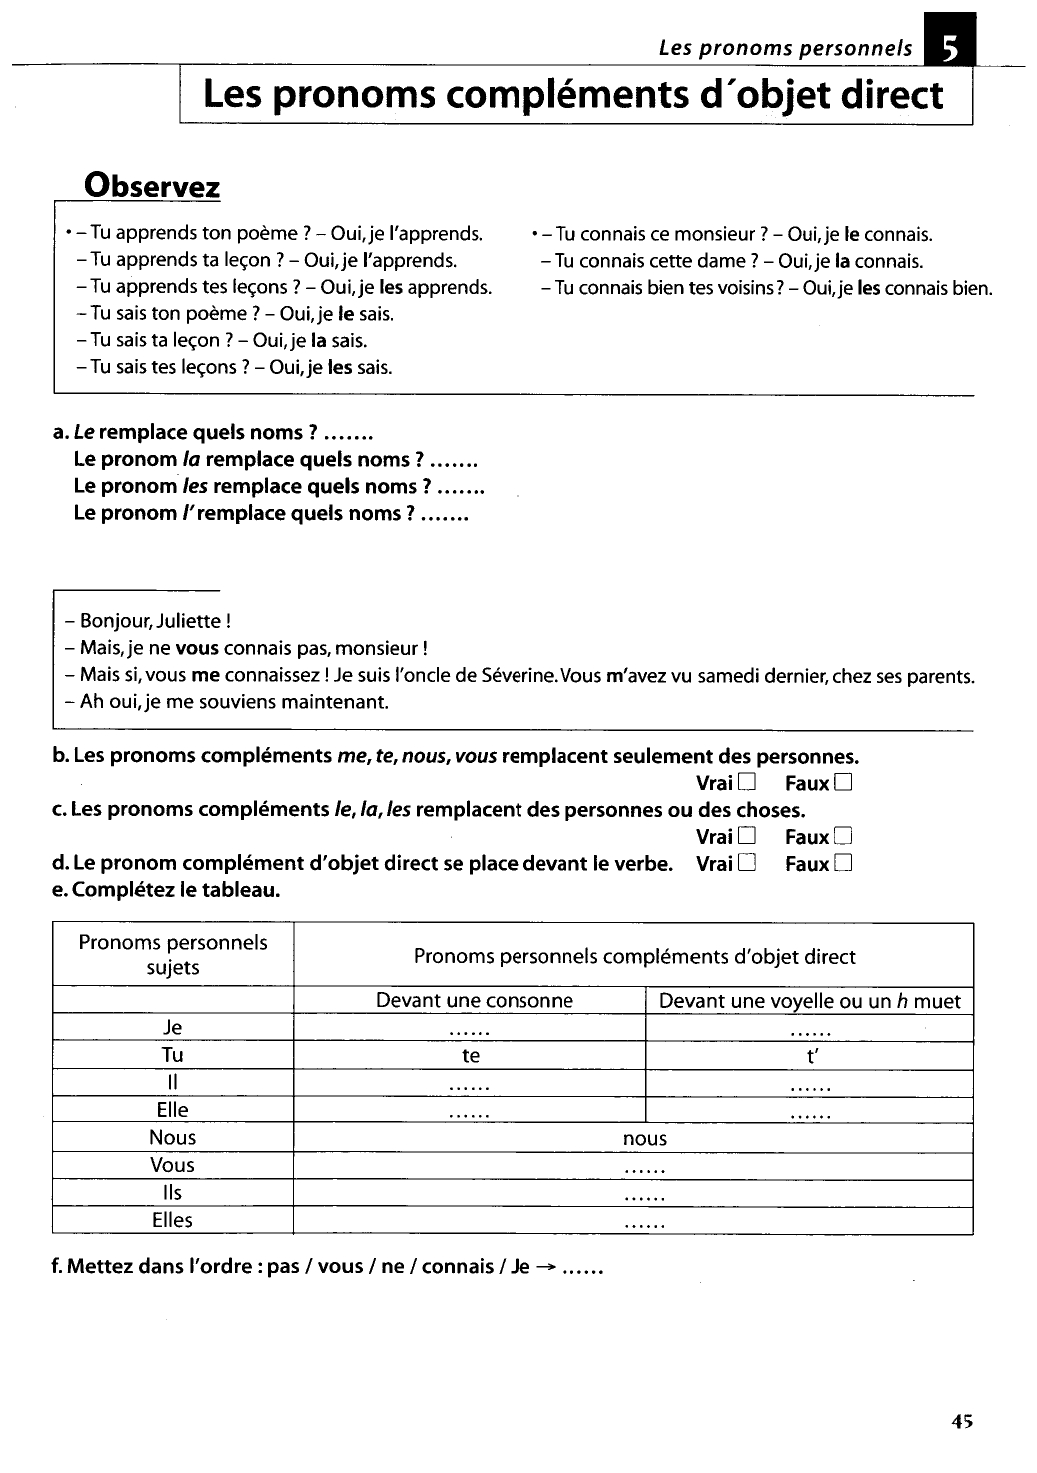 Les pronoms personnels 5
Les pronoms compléments d´objet direct
Observez
• – Tu apprends ton poème ? – Oui, je l'apprends.
– Tu apprends ta leçon ? – Oui, je l'apprends.
– Tu apprends tes leçons ? – Oui, je les apprends.
– Tu sais ton poème ? – Oui, je le sais.
– Tu sais ta leçon ? – Oui, je la sais.
– Tu sais tes leçons ? – Oui, je les sais.
• – Tu connais ce monsieur ? – Oui, je le connais.
– Tu connais cette dame ? – Oui, je la connais.
– Tu connais bien tes voisins ? – Oui, je les connais bien.
a. Le remplace quels noms ? .......
Le pronom la remplace quels noms ? .......
Le pronom les remplace quels noms ? .......
Le pronom l' remplace quels noms ? .......
– Bonjour, Juliette !
– Mais, je ne vous connais pas, monsieur !
– Mais si, vous me connaissez ! Je suis l'oncle de Séverine. Vous m'avez vu samedi dernier, chez ses parents.
– Ah oui, je me souviens maintenant.
b. Les pronoms compléments me, te, nous, vous remplacent seulement des personnes.
Vrai □ Faux □
c. Les pronoms compléments le, la, les remplacent des personnes ou des choses.
Vrai □ Faux □
d. Le pronom complément d'objet direct se place devant le verbe. Vrai □ Faux □
e. Complétez le tableau.
Pronoms personnels
sujets
Pronoms personnels compléments d'objet direct
Devant une consonne Devant une voyelle ou un h muet
Je ...... ......
Tu te t'
Il ...... ......
Elle ...... ......
Nous nous
Vous ......
Ils ......
Elles ......
f. Mettez dans l'ordre : pas / vous / ne / connais / Je → ......
45